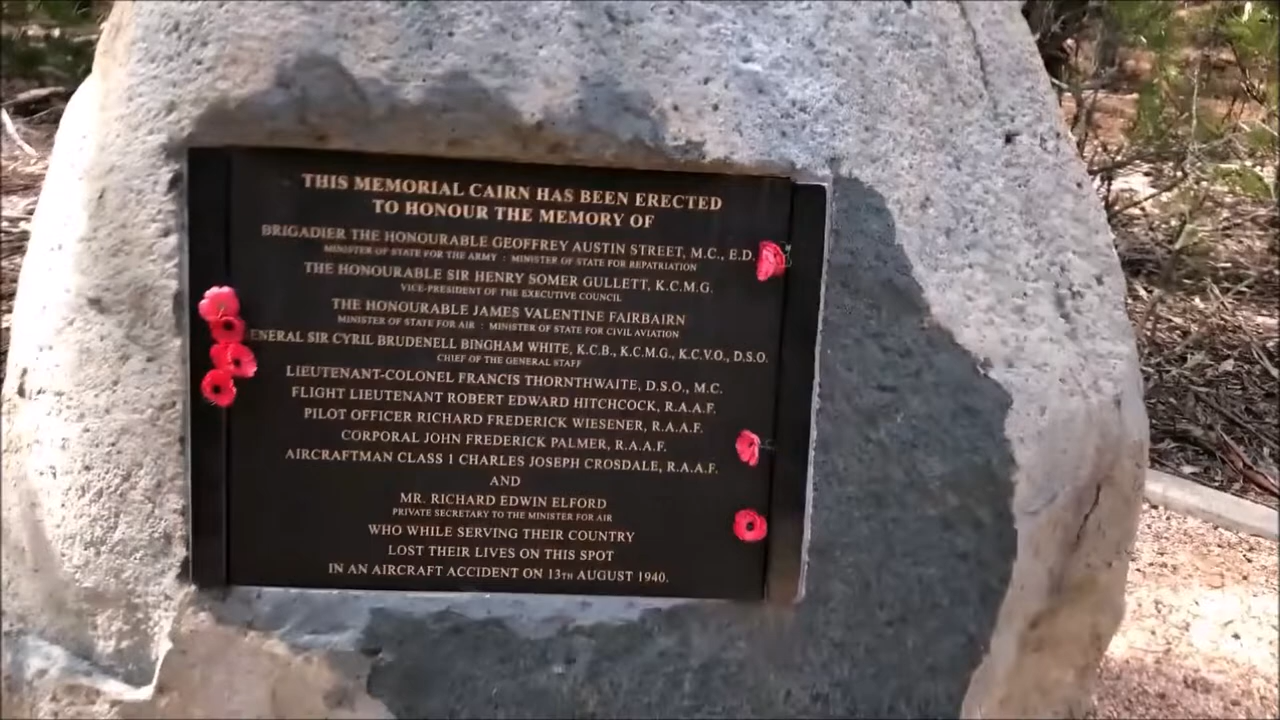 THIS MEMORIAL CAIRN HAS BEEN ERECTED
TO HONOUR THE MEMORY OF
BRIGADIER THE HONOURABLE GEOFFREY AUSTIN STREET, M.C., E.D.
MINISTER OF STATE FOR THE ARMY : MINISTER OF STATE FOR REPATRIATION
THE HONOURABLE SIR HENRY SOMER GULLETT, K.C.M.G.
VICE-PRESIDENT OF THE EXECUTIVE COUNCIL
THE HONOURABLE JAMES VALENTINE FAIRBAIRN
MINISTER OF STATE FOR AIR : MINISTER OF STATE FOR CIVIL AVIATION
ENERAL SIR CYRIL BRUDENELL BINGHAM WHITE, K.C.B., K.C.M.G., K.C.V.O., D.S.O.
CHIEF OF THE GENERAL STAFF
LIEUTENANT-COLONEL FRANCIS THORNTHWAITE, D.S.O., M.C.
FLIGHT LIEUTENANT ROBERT EDWARD HITCHCOCK, R.A.A.F.
PILOT OFFICER RICHARD FREDERICK WIESENER, R.A.A.F.
CORPORAL JOHN FREDERICK PALMER, R.A.A.F.
AIRCRAFTMAN CLASS 1 CHARLES JOSEPH CROSDALE, R.A.A.F.
AND
MR. RICHARD EDWIN ELFORD
PRIVATE SECRETARY TO THE MINISTER FOR AIR
WHO WHILE SERVING THEIR COUNTRY
LOST THEIR LIVES ON THIS SPOT
IN AN AIRCRAFT ACCIDENT ON 13TH AUGUST 1940.